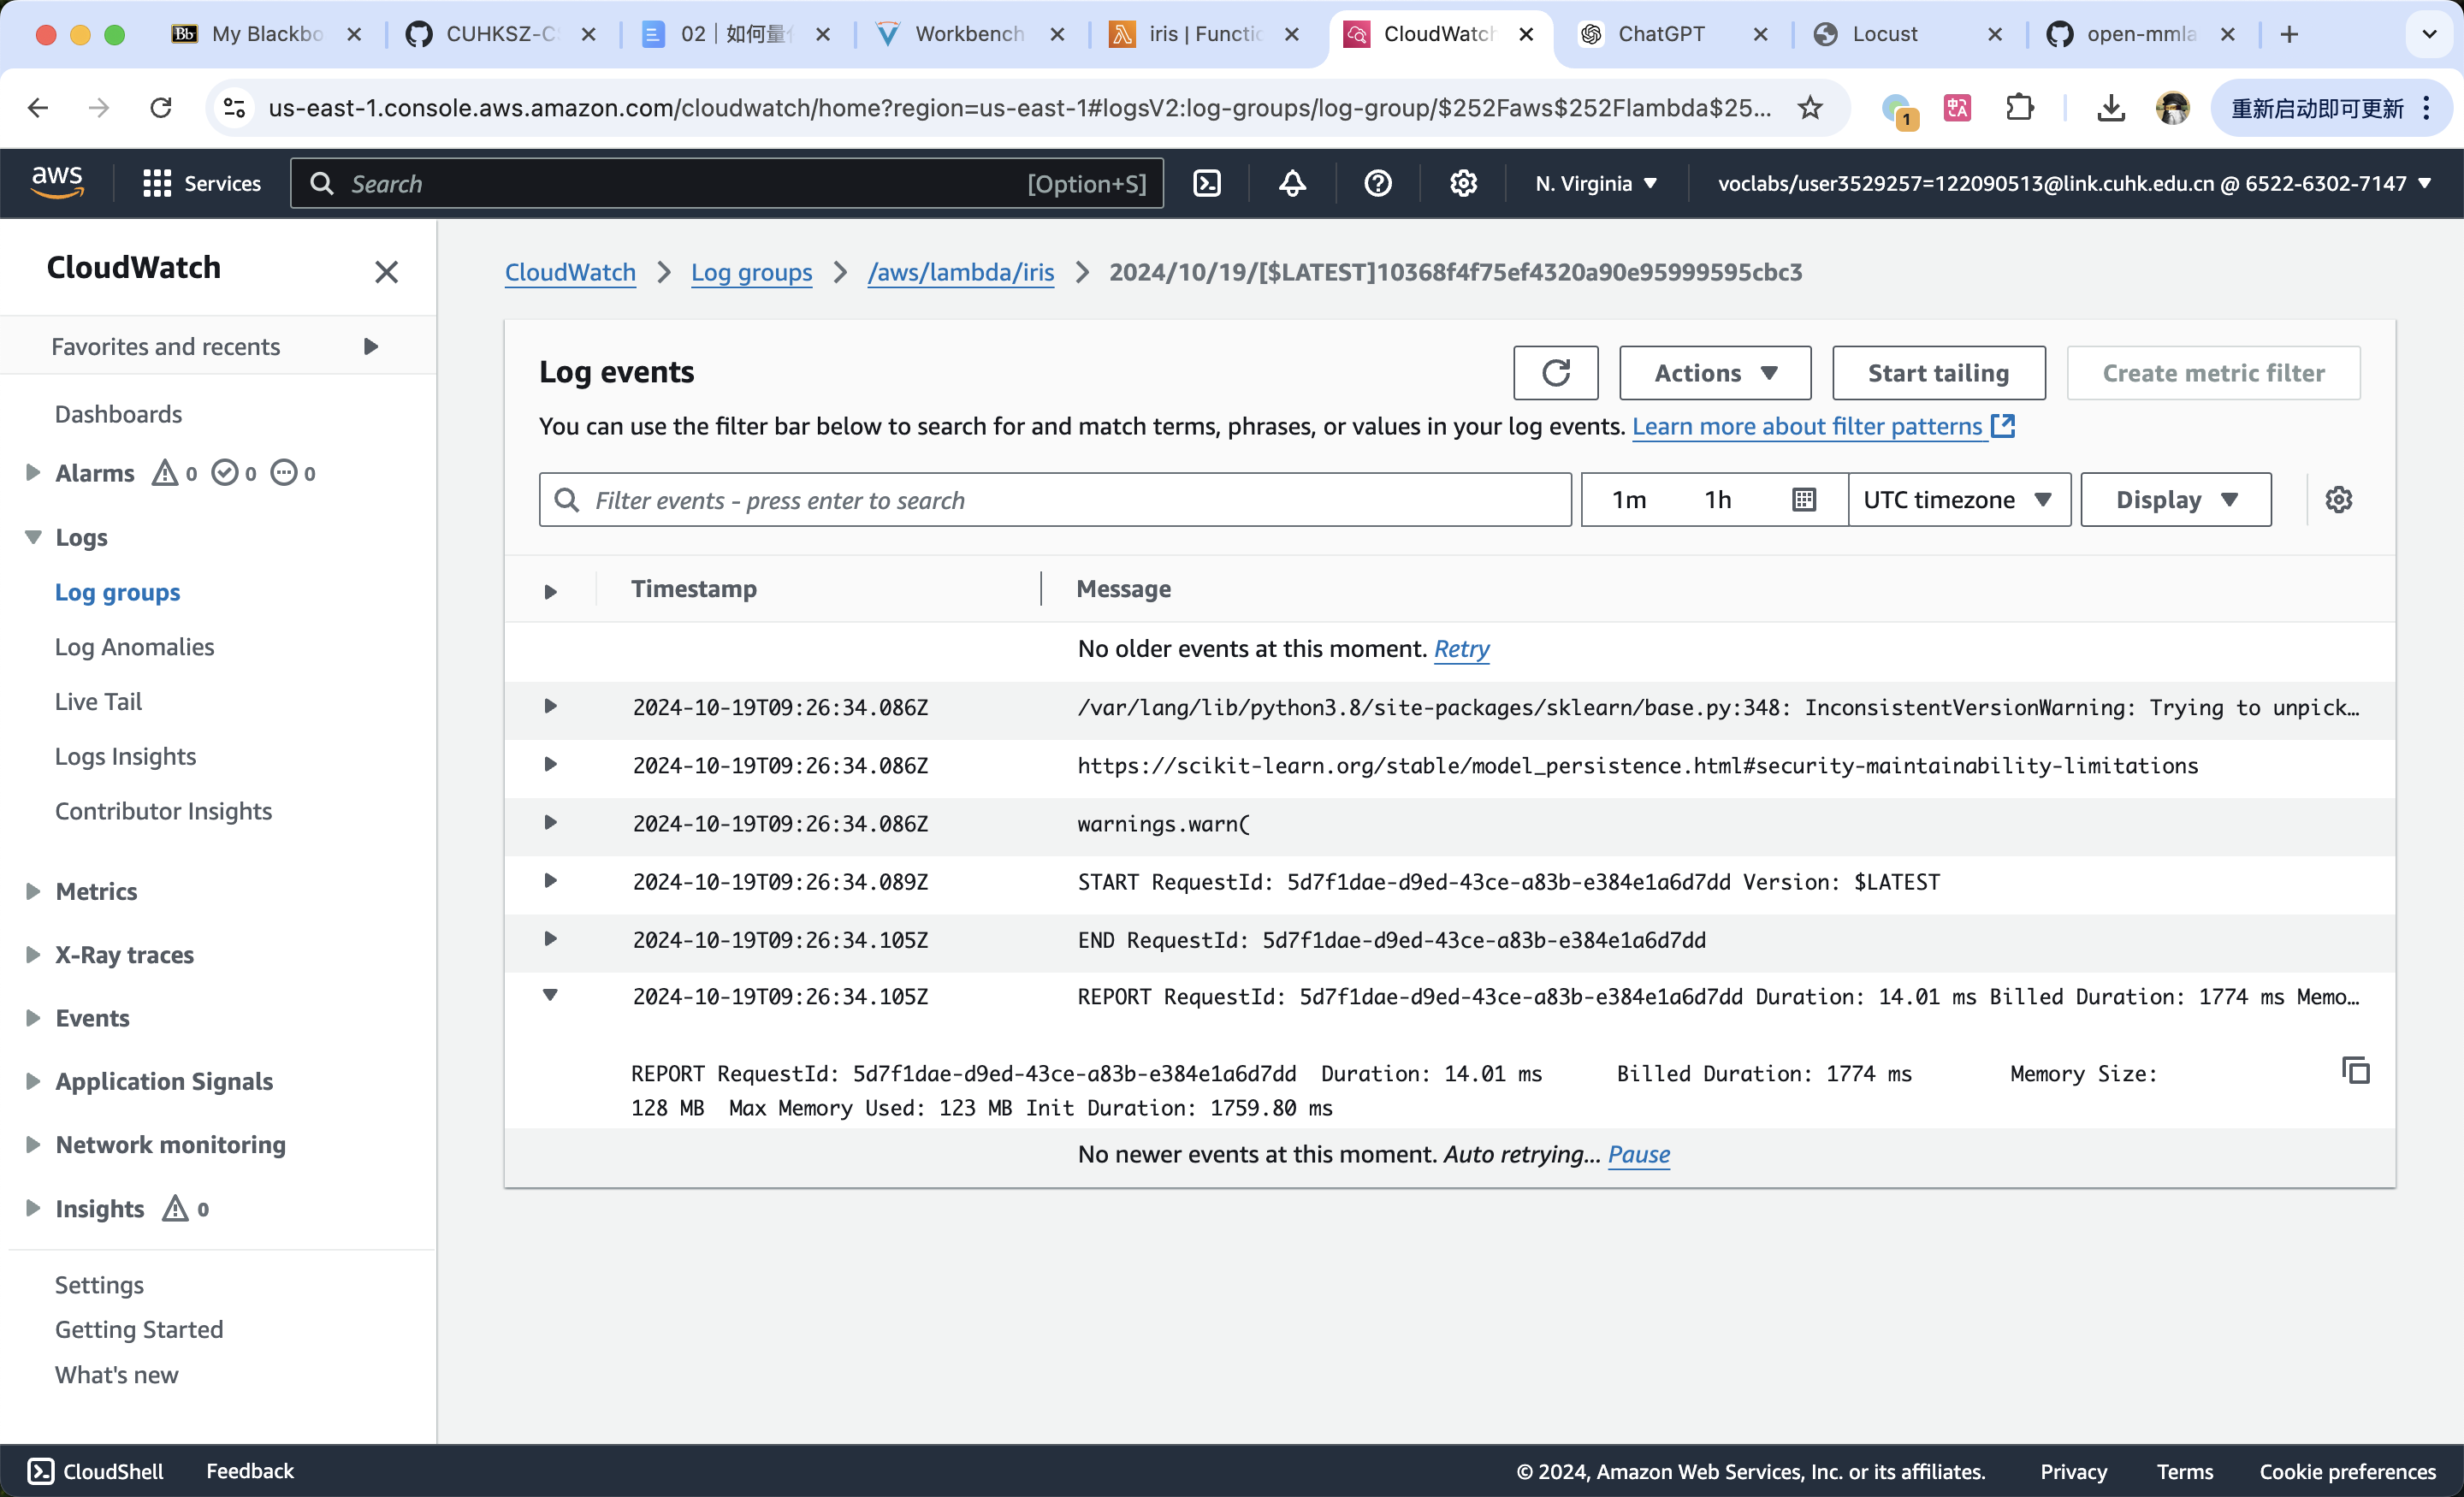 My Blackbo
CUHKSZ-C
02 | 如何量
Workbench
iris | Functi
CloudWatch
ChatGPT
Locust
open-mmla
us-east-1.console.aws.amazon.com/cloudwatch/home?region=us-east-1#logsV2:log-groups/log-group/$252Faws$252Flambda$25...
1
重新启动即可更新
aws
Services
Search
[Option+S]
N. Virginia
voclabs/user3529257=122090513@link.cuhk.edu.cn @ 6522-6302-7147
CloudWatch
Favorites and recents
Dashboards
Alarms 0 0 0
Logs
Log groups
Log Anomalies
Live Tail
Logs Insights
Contributor Insights
Metrics
X-Ray traces
Events
Application Signals
Network monitoring
Insights 0
Settings
Getting Started
What's new
CloudWatch
Log groups
/aws/lambda/iris
2024/10/19/[$LATEST]10368f4f75ef4320a90e95999595cbc3
Log events
Actions
Start tailing
Create metric filter
You can use the filter bar below to search for and match terms, phrases, or values in your log events. Learn more about filter patterns
Filter events - press enter to search
1m
1h
UTC timezone
Display
Timestamp
Message
No older events at this moment. Retry
2024-10-19T09:26:34.086Z /var/lang/lib/python3.8/site-packages/sklearn/base.py:348: InconsistentVersionWarning: Trying to unpick…
2024-10-19T09:26:34.086Z https://scikit-learn.org/stable/model_persistence.html#security-maintainability-limitations
2024-10-19T09:26:34.086Z warnings.warn(
2024-10-19T09:26:34.089Z START RequestId: 5d7f1dae-d9ed-43ce-a83b-e384e1a6d7dd Version: $LATEST
2024-10-19T09:26:34.105Z END RequestId: 5d7f1dae-d9ed-43ce-a83b-e384e1a6d7dd
2024-10-19T09:26:34.105Z REPORT RequestId: 5d7f1dae-d9ed-43ce-a83b-e384e1a6d7dd Duration: 14.01 ms Billed Duration: 1774 ms Memo…
REPORT RequestId: 5d7f1dae-d9ed-43ce-a83b-e384e1a6d7dd Duration: 14.01 ms Billed Duration: 1774 ms Memory Size:
128 MB Max Memory Used: 123 MB Init Duration: 1759.80 ms
No newer events at this moment. Auto retrying... Pause
CloudShell
Feedback
© 2024, Amazon Web Services, Inc. or its affiliates.
Privacy
Terms
Cookie preferences